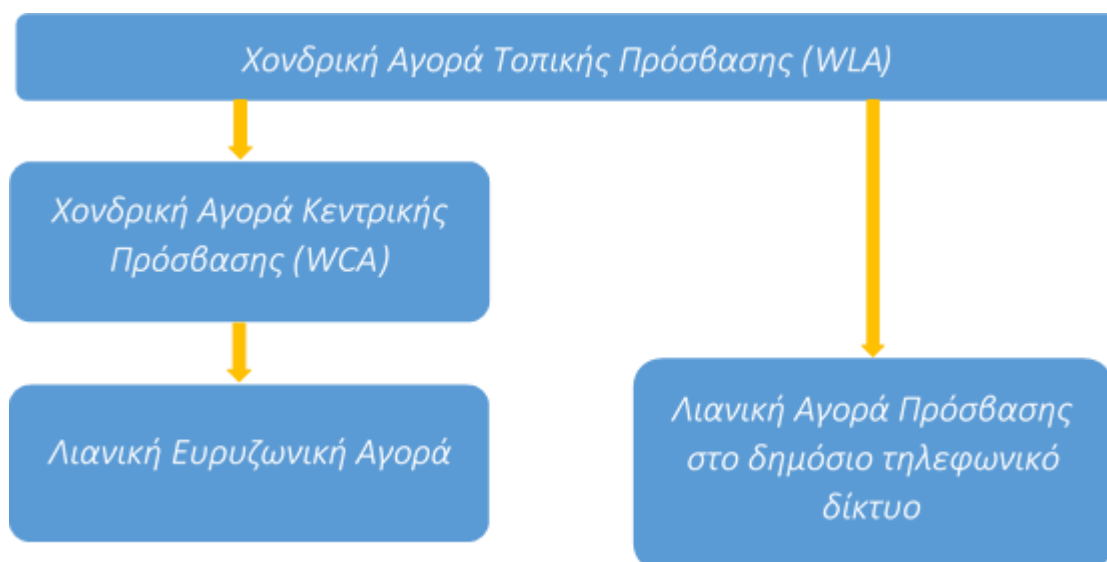 Χονδρική Αγορά Τοπικής Πρόσβασης (WLA)
Χονδρική Αγορά Κεντρικής
Πρόσβασης (WCA)
Λιανική Ευρυζωνική Αγορά
Λιανική Αγορά Πρόσβασης
στο δημόσιο τηλεφωνικό
δίκτυο